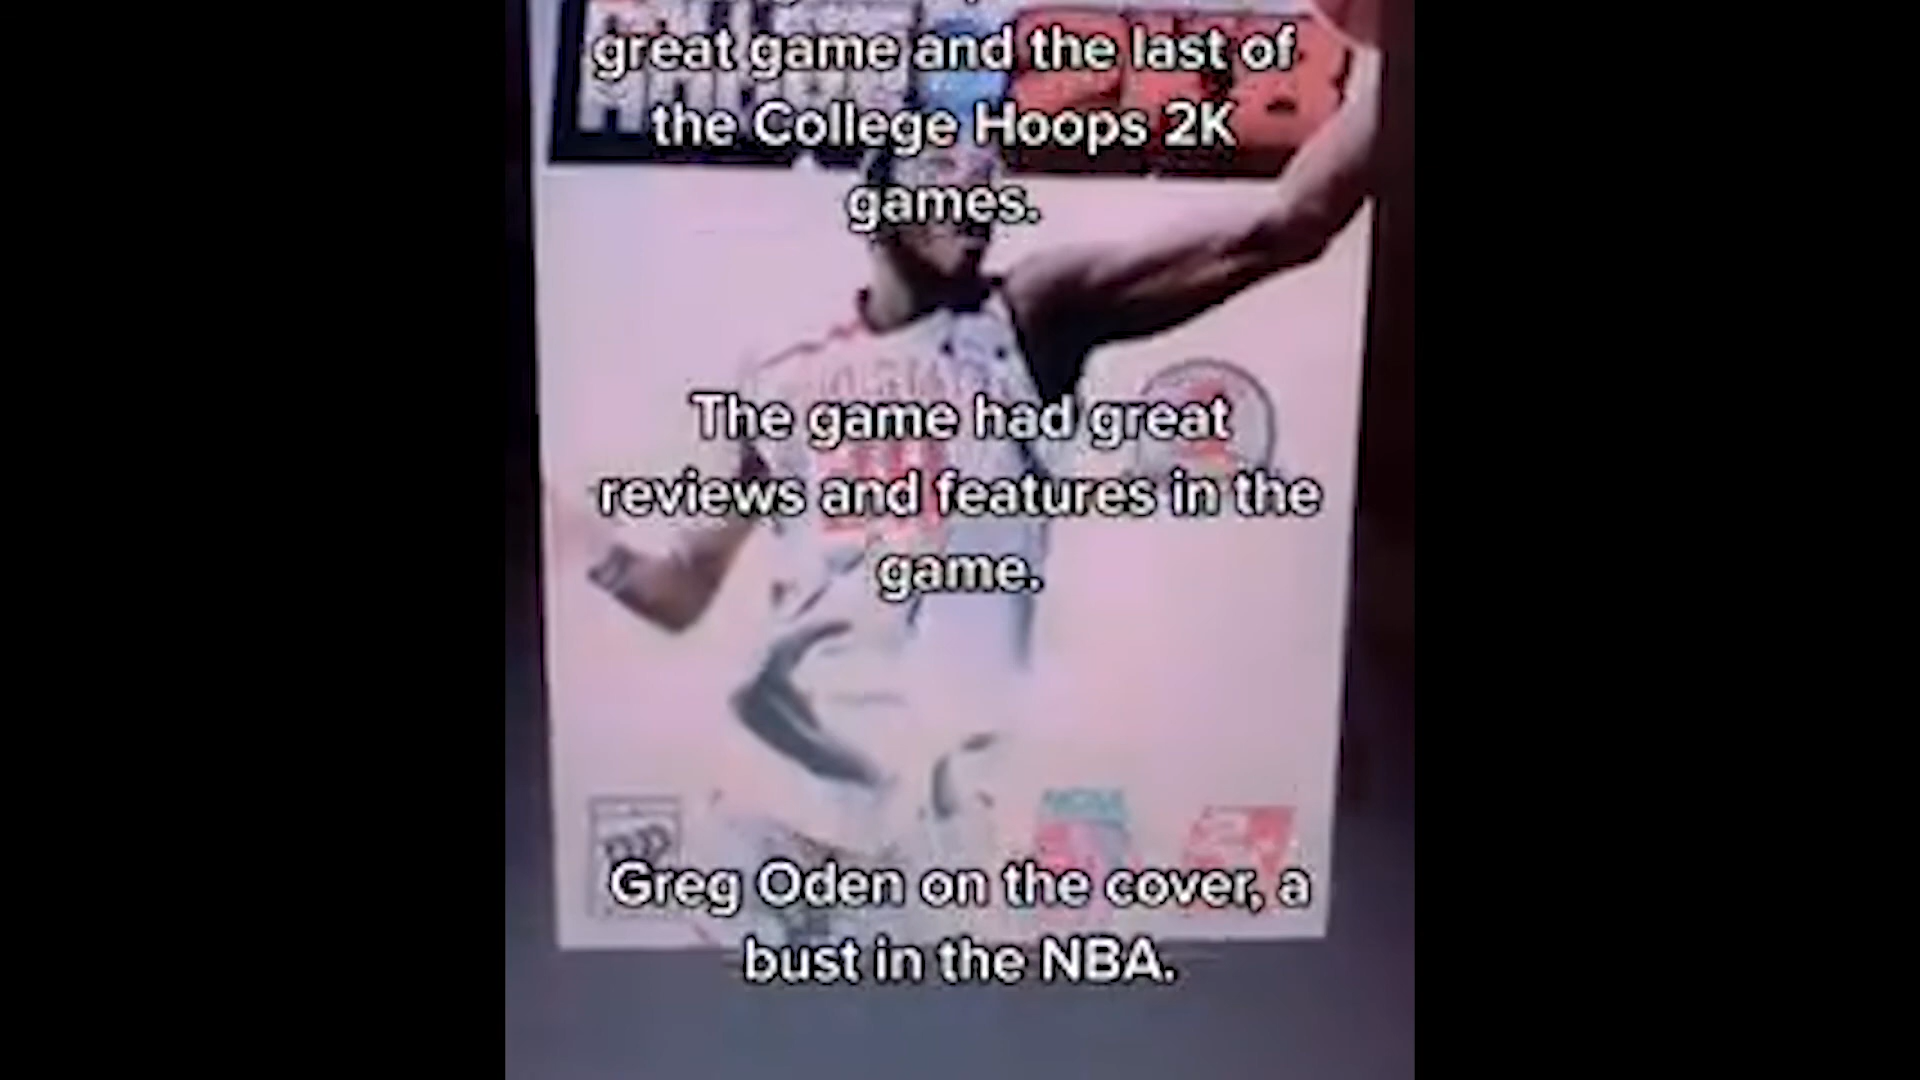 great game and the last of
the College Hoops 2K
games.
The game had great
reviews and features in the
game.
Greg Oden on the cover, a
bust in the NBA.